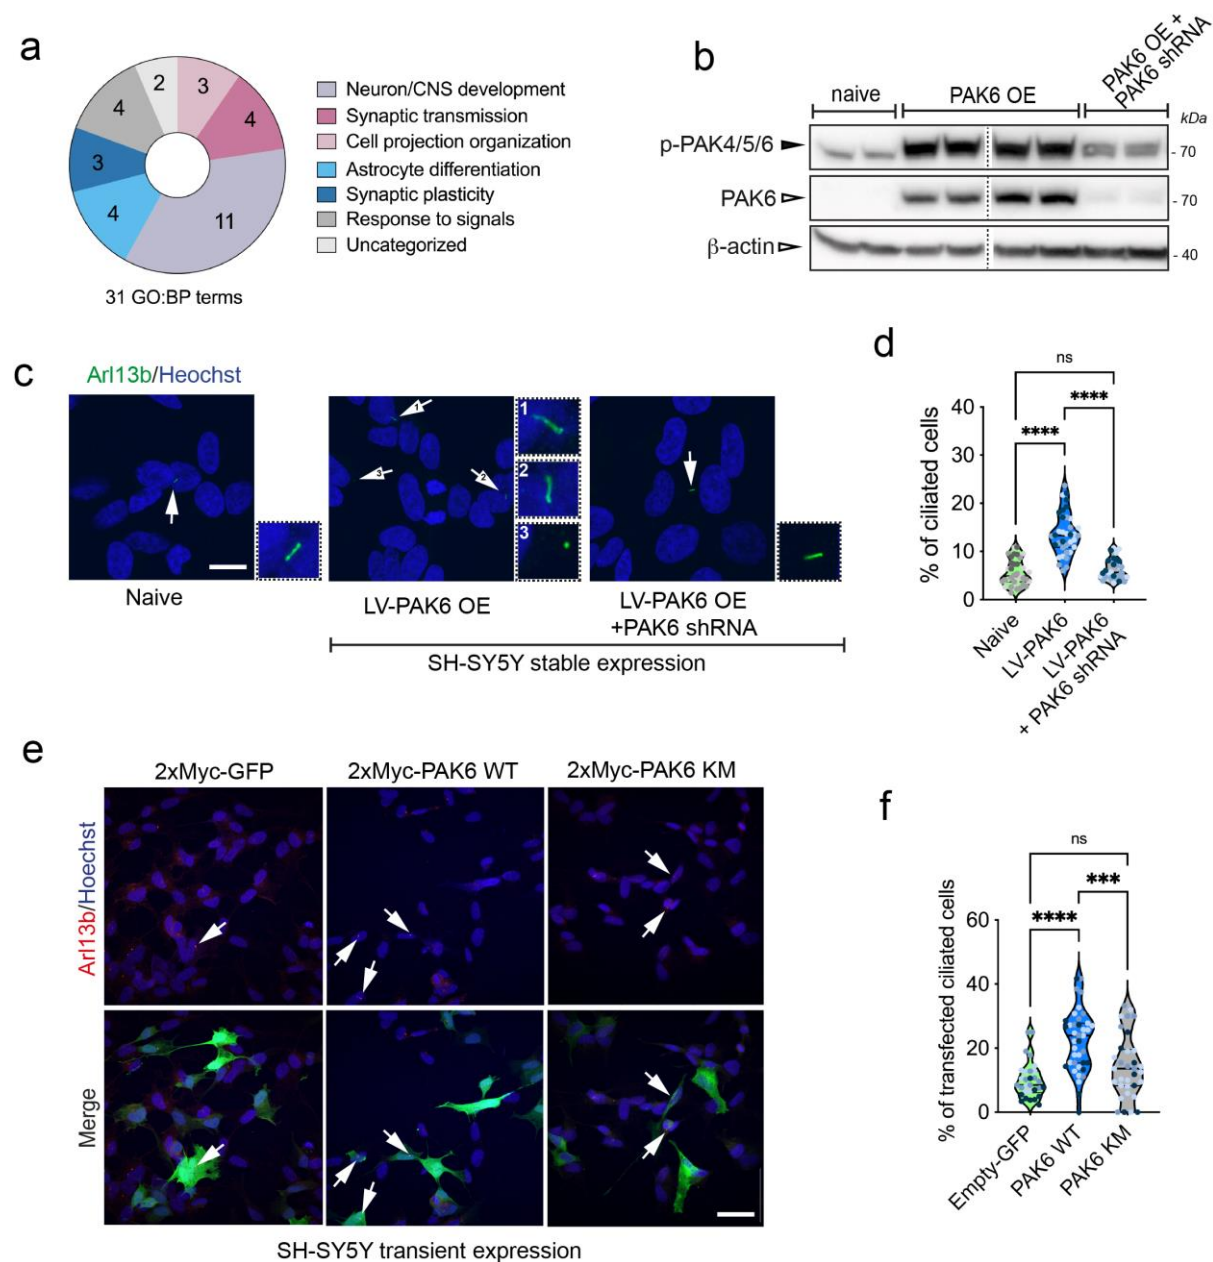 a
2
3
4
4
3
4
11
Neuron/CNS development
Synaptic transmission
Cell projection organization
Astrocyte differentiation
Synaptic plasticity
Response to signals
Uncategorized
31 GO:BP terms
b
naive
PAK6 OE
PAK6 OE +
PAK6 shRNA
kDa
p-PAK4/5/6
- 70
PAK6
- 70
β-actin
- 40
c
Arl13b/Heochst
1
2
3
1
2
3
Naive
LV-PAK6 OE
LV-PAK6 OE
+PAK6 shRNA
SH-SY5Y stable expression
d
ns
****
****
% of ciliated cells
40
30
20
10
0
Naive
LV-PAK6
LV-PAK6
+ PAK6 shRNA
e
2xMyc-GFP
2xMyc-PAK6 WT
2xMyc-PAK6 KM
Arl13b/Hoechst
Merge
SH-SY5Y transient expression
f
ns
***
****
% of transfected ciliated cells
60
40
20
0
Empty-GFP
PAK6 WT
PAK6 KM